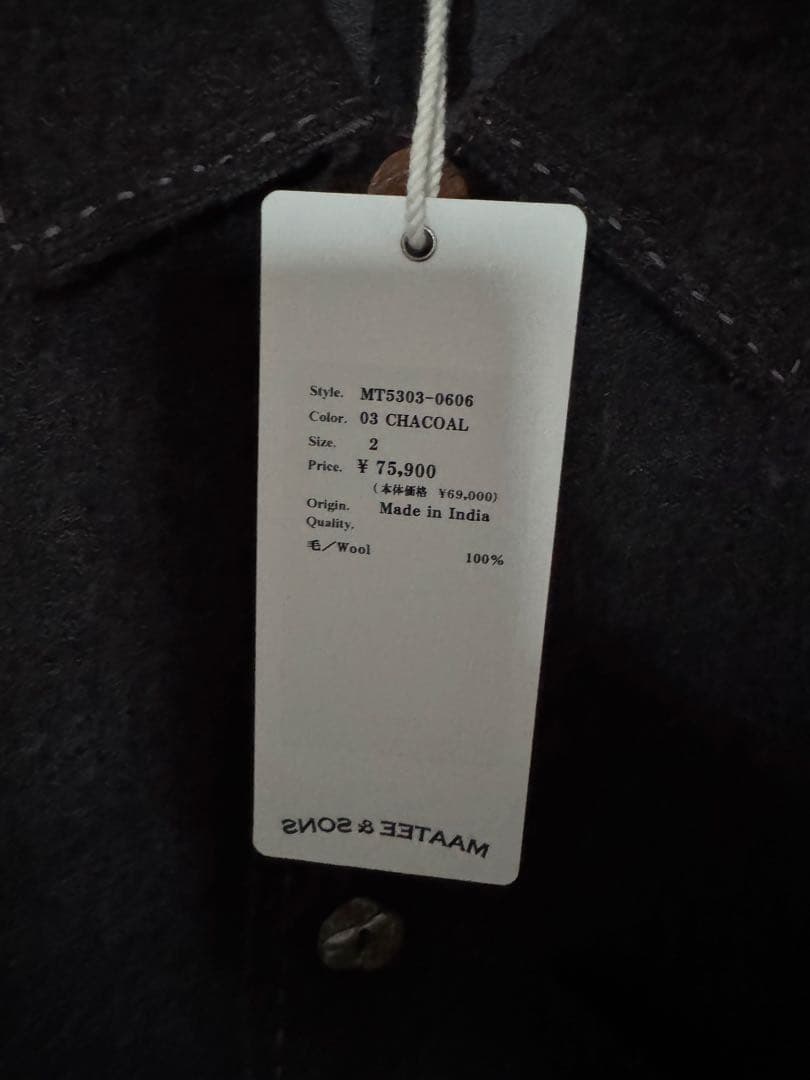 Style. MT5303-0606
Color. 03 CHACOAL
Size. 2
Price. ¥ 75,900
(本体価格 ¥69,000)
Origin. Made in India
Quality.
毛/Wool 100%
MAATEE & SONS